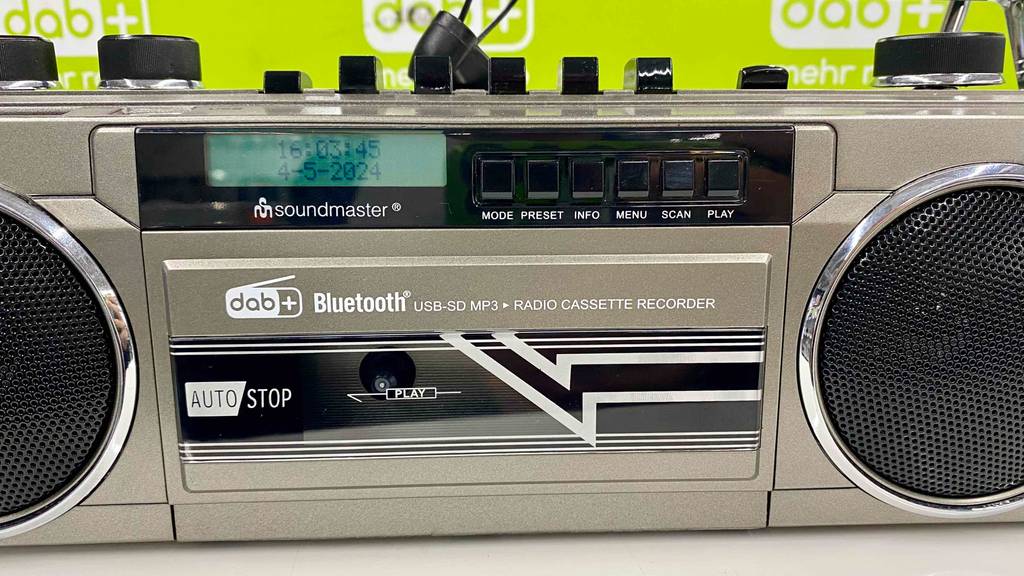 dab+
dab+
dab+
mehr r
mehr r
16:03:45
4-5-2024
soundmaster®
MODE PRESET INFO MENU SCAN PLAY
dab+ Bluetooth® USB-SD MP3 ▸ RADIO CASSETTE RECORDER
AUTO STOP
PLAY